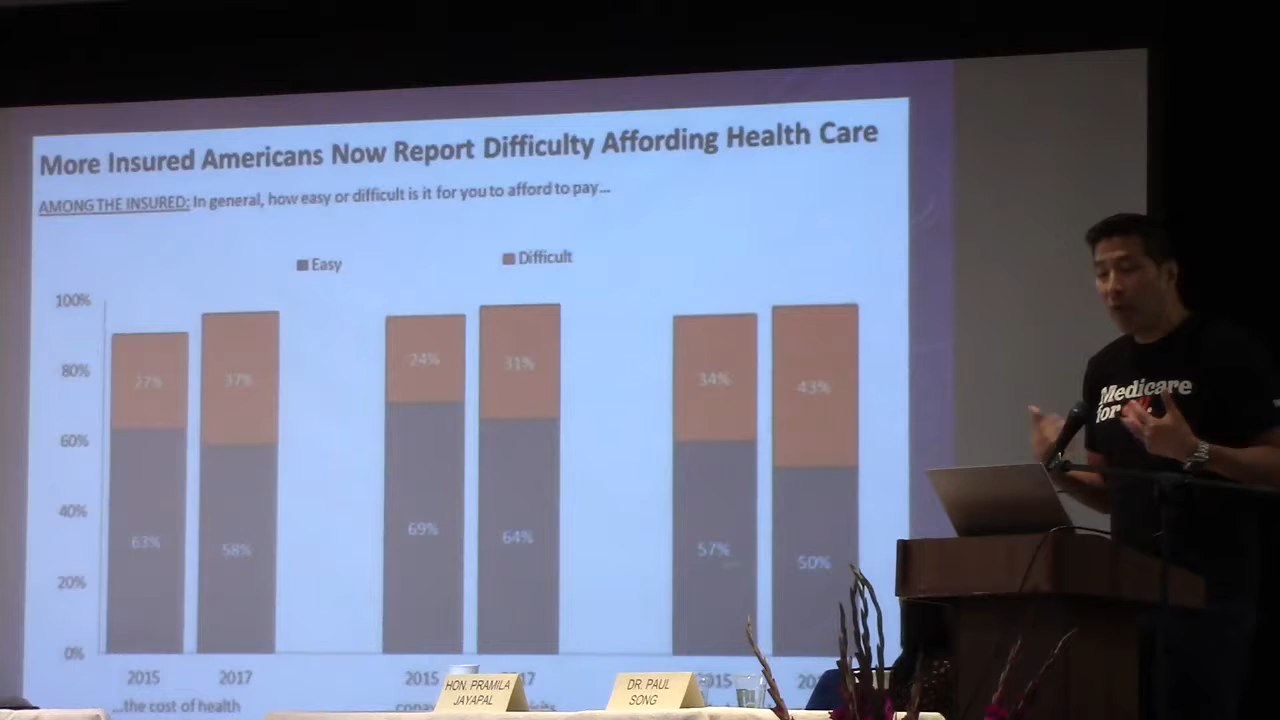 More Insured Americans Now Report Difficulty Affording Health Care
AMONG THE INSURED: In general, how easy or difficult is it for you to afford to pay...
Easy
Difficult
100%
80%
60%
40%
20%
0%
27%
37%
24%
31%
34%
43%
63%
58%
69%
64%
57%
50%
2015
2017
2015
17
2015
20
...the cost of health
HON. PRAMILA
JAYAPAL
DR. PAUL
SONG
Medicare
for